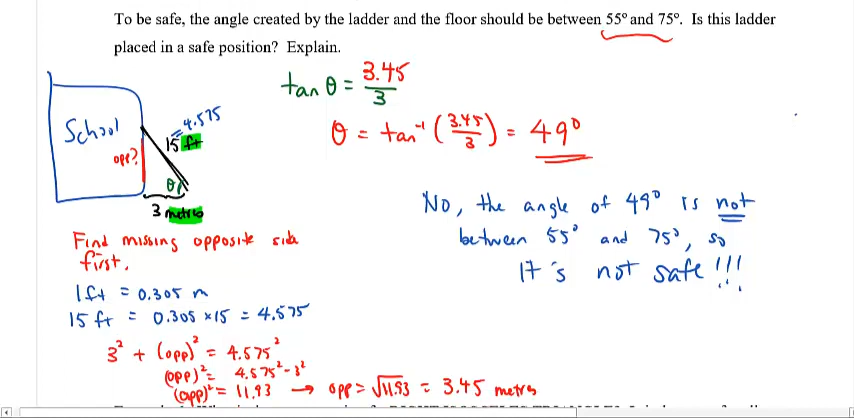 To be safe, the angle created by the ladder and the floor should be between 55° and 75°. Is this ladder
placed in a safe position? Explain.
tan θ = 3.45/3
θ = tan⁻¹ (3.45/3) = 49°
School
= 4.575
15 ft
opp?
θ
3 metres
No, the angle of 49° is not
between 55° and 75°, so
It's not safe!!!
Find missing opposite side
first.
1 ft = 0.305 m
15 ft = 0.305 × 15 = 4.575
3² + (opp)² = 4.575²
(opp)² = 4.575² - 3²
(opp)² = 11.93 → opp = √11.93 = 3.45 metres